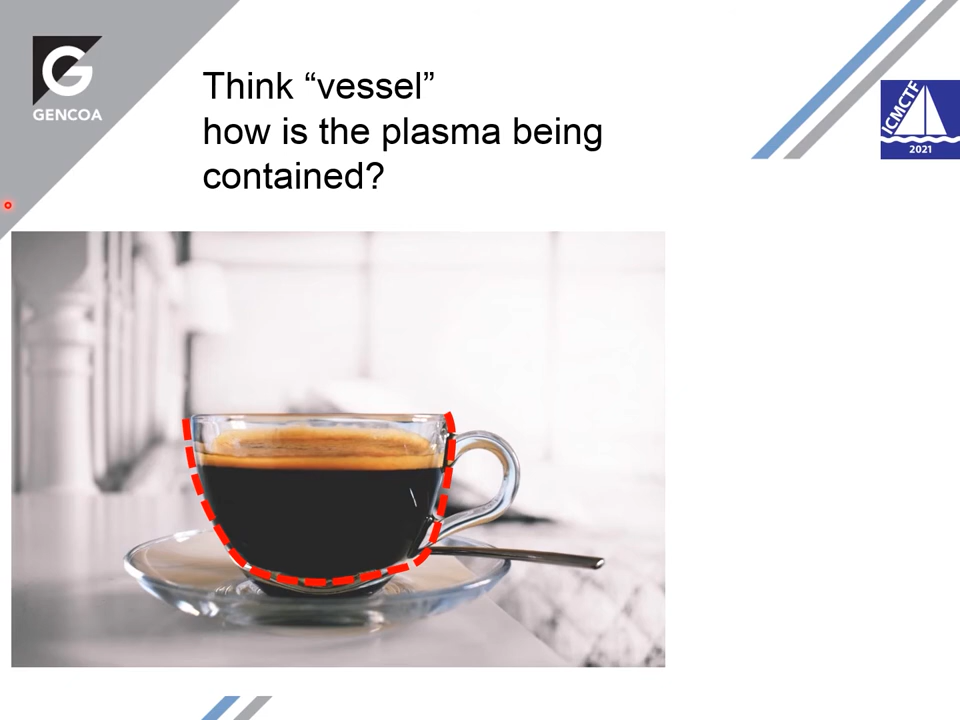 GENCOA
Think “vessel”
how is the plasma being
contained?
ICMCTF
2021